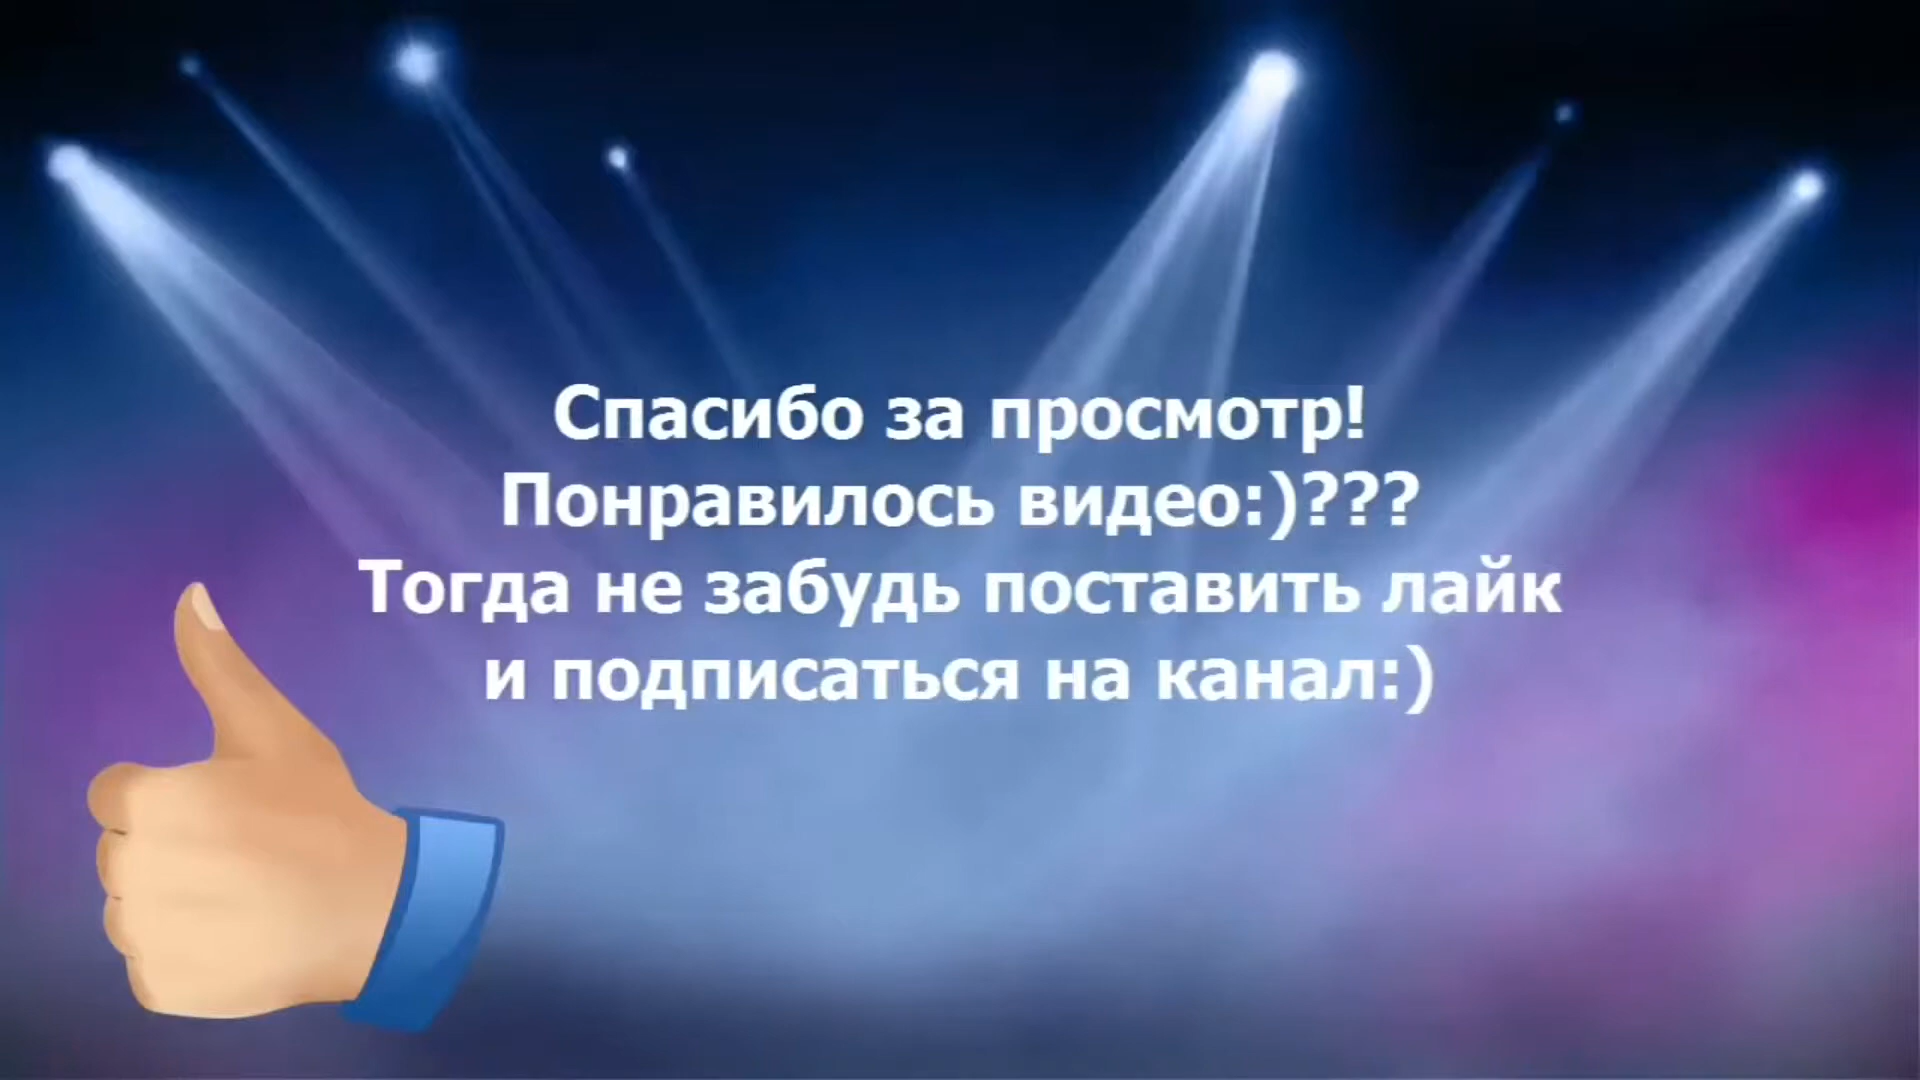 Спасибо за просмотр!
Понравилось видео:)???
Тогда не забудь поставить лайк
и подписаться на канал:)